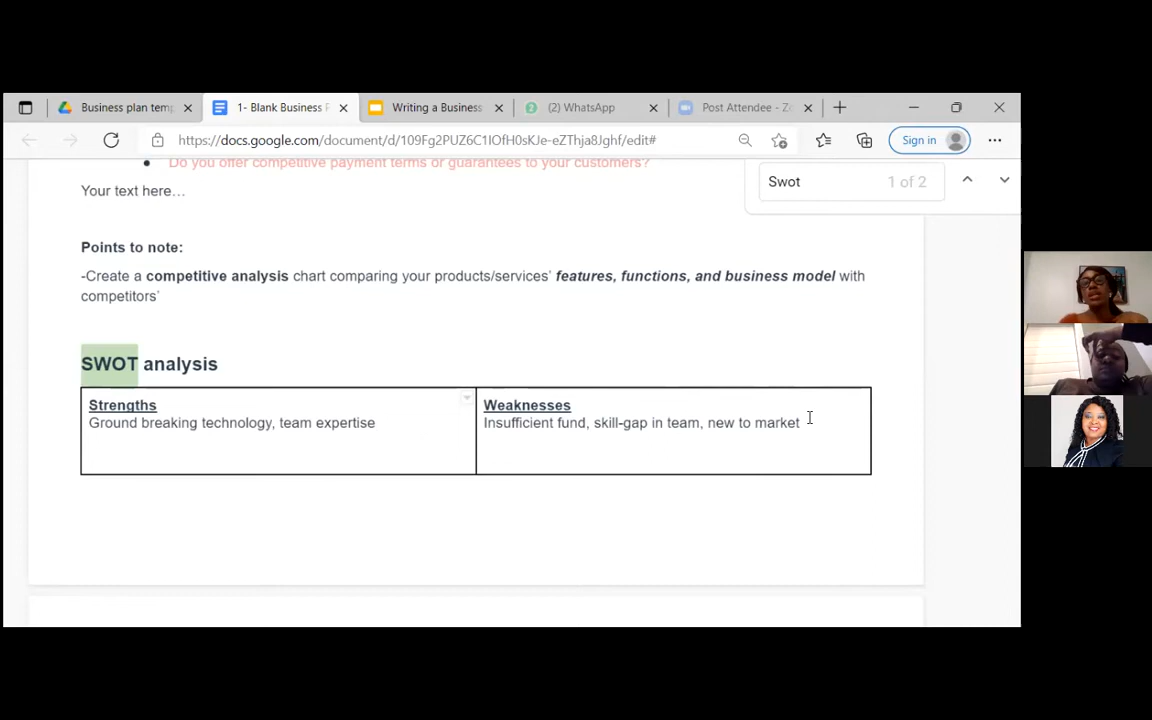 Business plan temp
1- Blank Business P
Writing a Business
(2) WhatsApp
Post Attendee - Z
https://docs.google.com/document/d/109Fg2PUZ6C1IOfH0sKJe-eZThja8Jghf/edit#
Sign in
Do you offer competitive payment terms or guarantees to your customers?
Swot 1 of 2
Your text here…
Points to note:
-Create a competitive analysis chart comparing your products/services’ features, functions, and business model with
competitors’
SWOT analysis
Strengths
Ground breaking technology, team expertise
Weaknesses
Insufficient fund, skill-gap in team, new to market